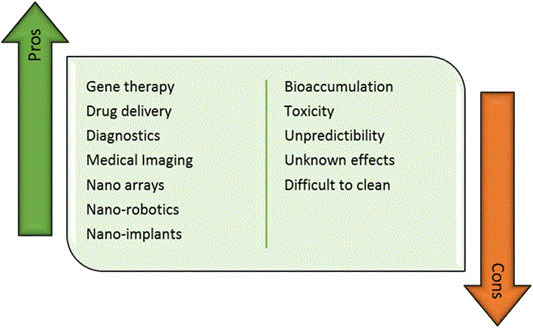 Pros
Gene therapy
Drug delivery
Diagnostics
Medical Imaging
Nano arrays
Nano-robotics
Nano-implants
Bioaccumulation
Toxicity
Unpredictibility
Unknown effects
Difficult to clean
Cons